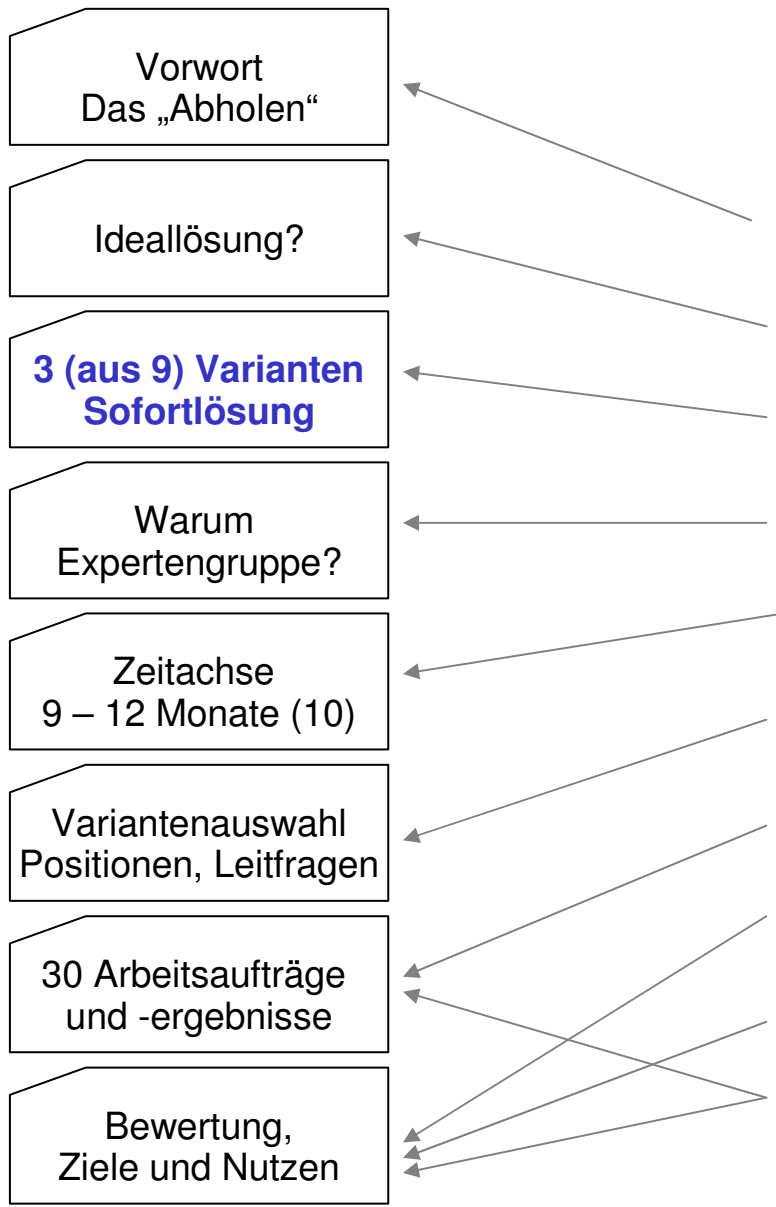 Vorwort
Das „Abholen“
Ideallösung?
3 (aus 9) Varianten
Sofortlösung
Warum
Expertengruppe?
Zeitachse
9 – 12 Monate (10)
Variantenauswahl
Positionen, Leitfragen
30 Arbeitsaufträge
und -ergebnisse
Bewertung,
Ziele und Nutzen